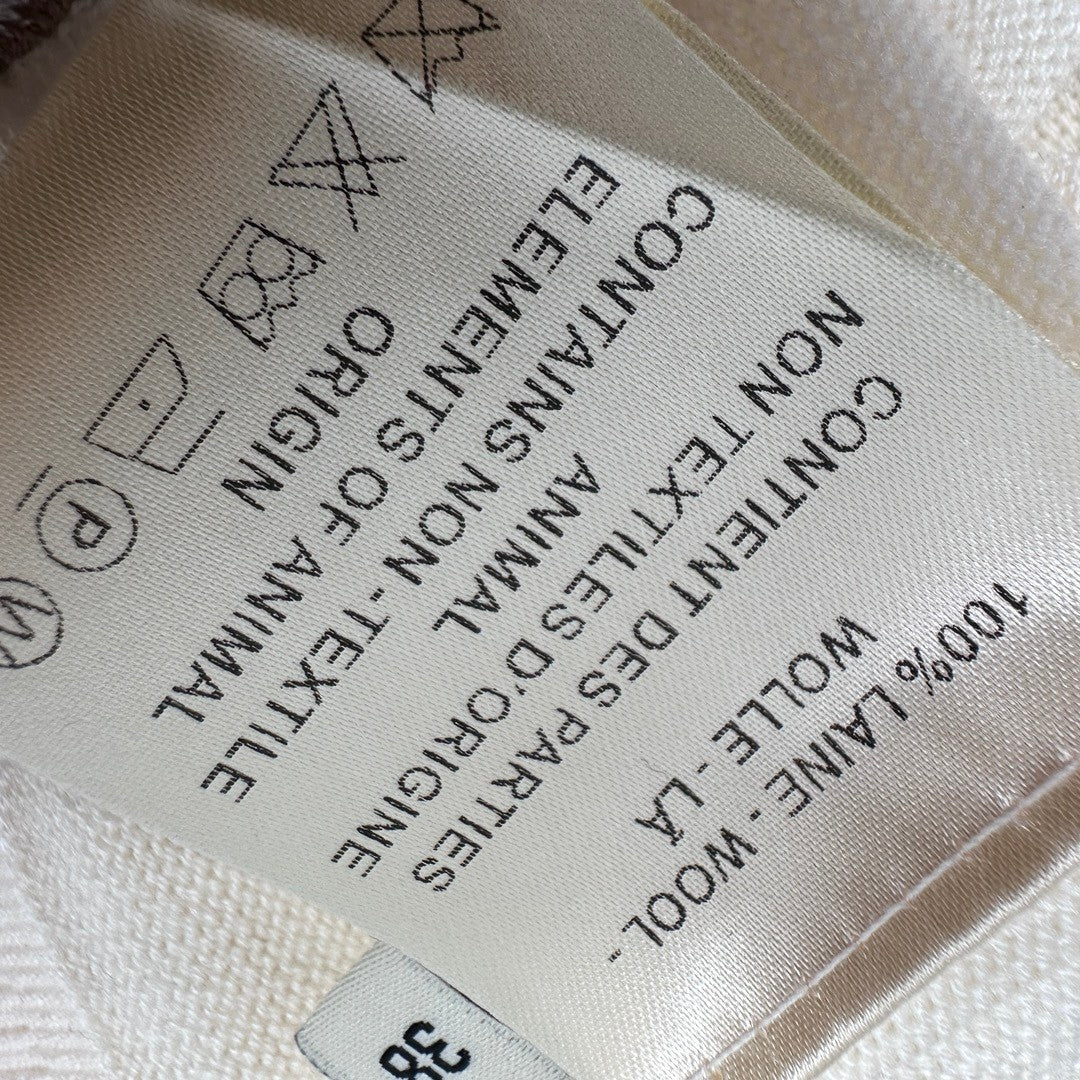 100% LAINE - WOOL
WOLLE - LÃ
CONTIENT DES PARTIES
NON TEXTILES D'ORIGINE
ANIMAL
CONTAINS NON - TEXTILE
ELEMENTS OF ANIMAL
ORIGIN
P
W
38